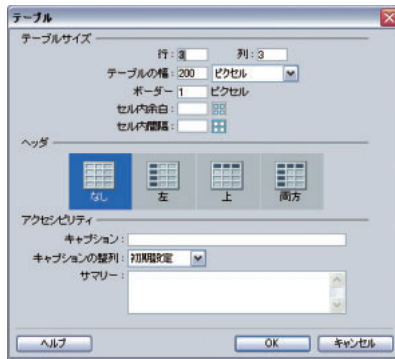 テーブル
テーブルサイズ
行: 3 列: 3
テーブルの幅: 200 ピクセル
ボーダー 1 ピクセル
セル内余白:
セル内間隔:
ヘッダ
なし 左 上 両方
アクセシビリティ
キャプション:
キャプションの整列: 初期設定
サマリー:
ヘルプ OK キャンセル